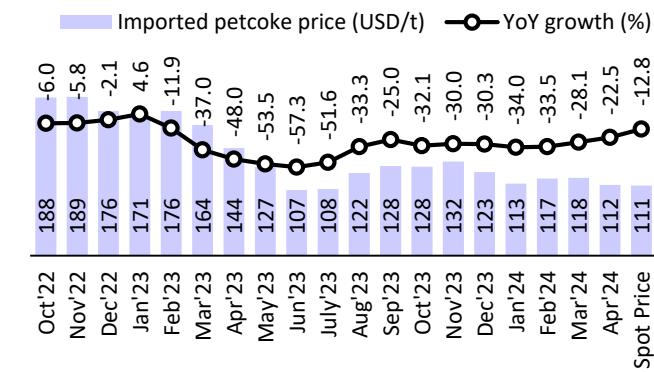 Imported petcoke price (USD/t) YoY growth (%)
-6.0 -5.8 -2.1 4.6 -11.9 -37.0 -48.0 -53.5 -57.3 -51.6 -33.3 -25.0 -32.1 -30.0 -30.3 -34.0 -33.5 -28.1 -22.5 -12.8
188 189 176 171 176 164 144 127 107 108 122 128 128 132 123 113 117 118 112 111
Oct'22 Nov'22 Dec'22 Jan'23 Feb'23 Mar'23 Apr'23 May'23 Jun'23 July'23 Aug'23 Sep'23 Oct'23 Nov'23 Dec'23 Jan'24 Feb'24 Mar'24 Apr'24 Spot Price